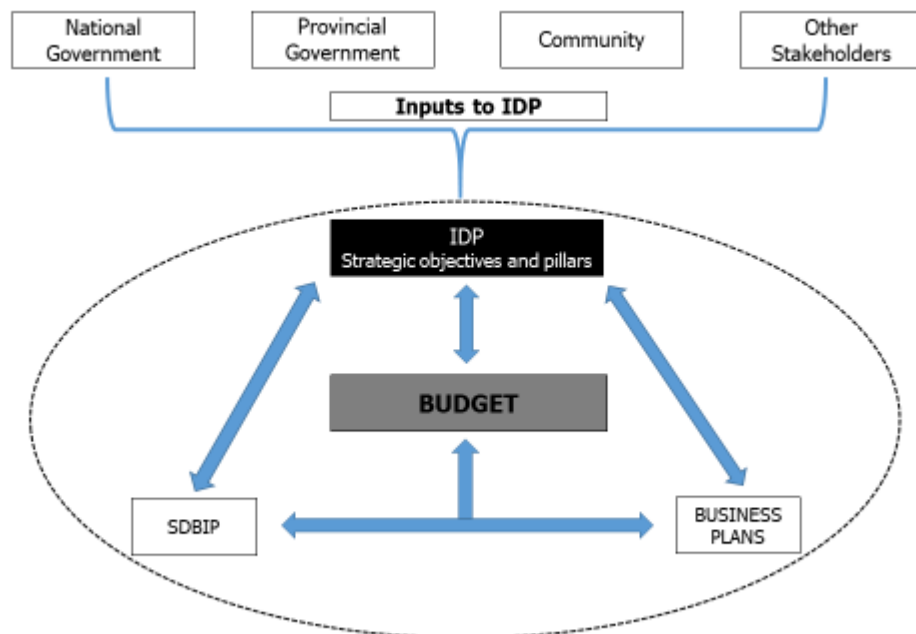 National
Government
Provincial
Government
Community
Other
Stakeholders
Inputs to IDP
IDP
Strategic objectives and pillars
BUDGET
SDBIP
BUSINESS
PLANS